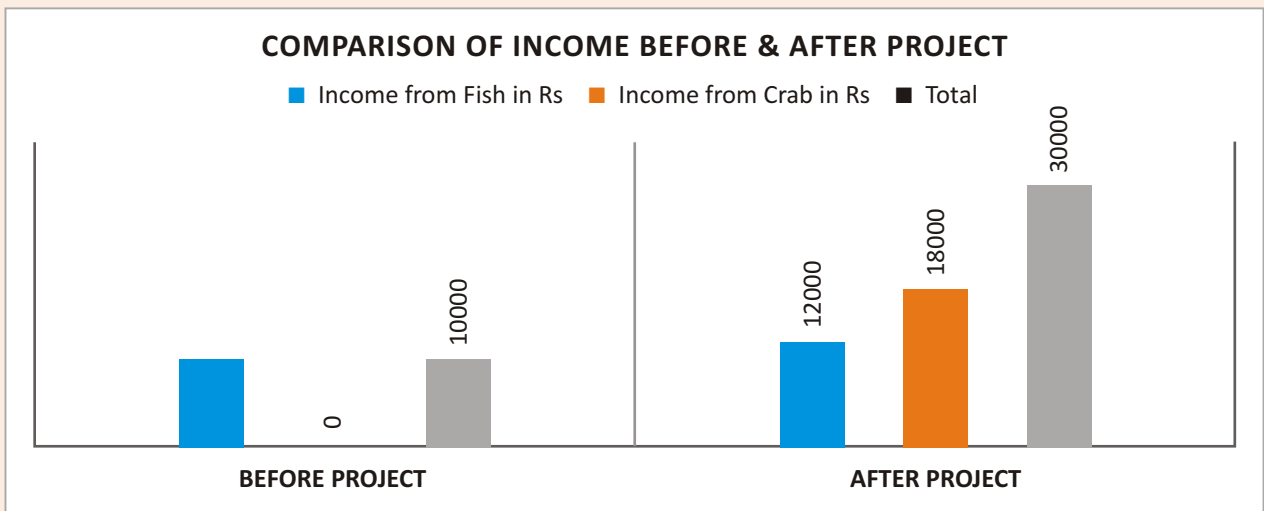 COMPARISON OF INCOME BEFORE & AFTER PROJECT
Income from Fish in Rs Income from Crab in Rs Total
0
10000
12000
18000
30000
BEFORE PROJECT
AFTER PROJECT